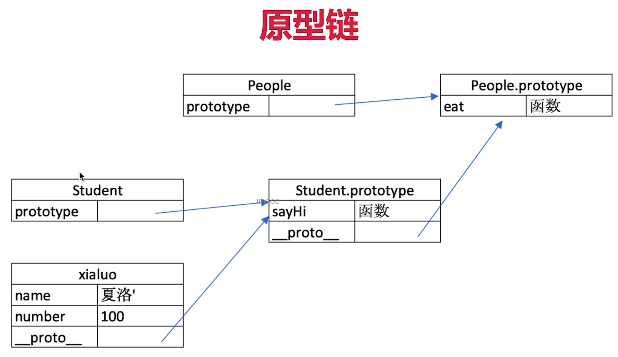 原型链
People
prototype
People.prototype
eat 函数
Student
prototype
Student.prototype
sayHi 函数
__proto__
xialuo
name 夏洛'
number 100
__proto__